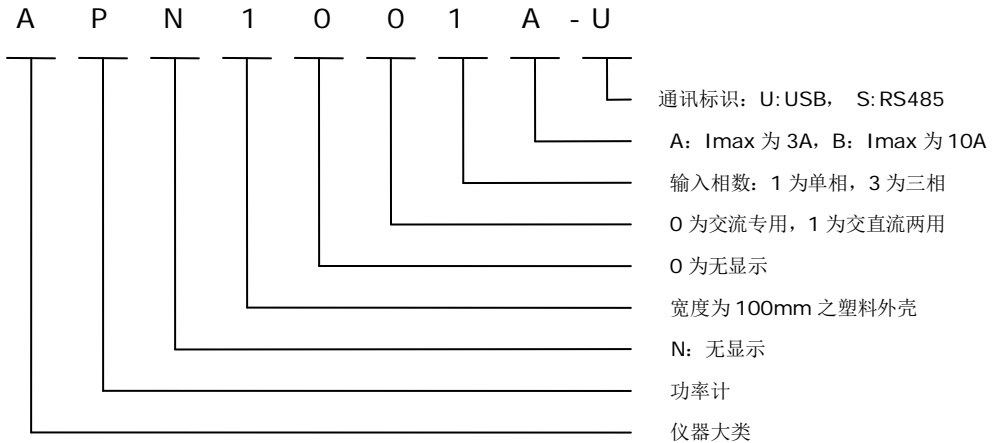 A P N 1 0 0 1 A - U
通讯标识：U:USB， S:RS485
A：Imax 为 3A，B：Imax 为 10A
输入相数：1 为单相，3 为三相
0 为交流专用，1 为交直流两用
0 为无显示
宽度为 100mm 之塑料外壳
N：无显示
功率计
仪器大类